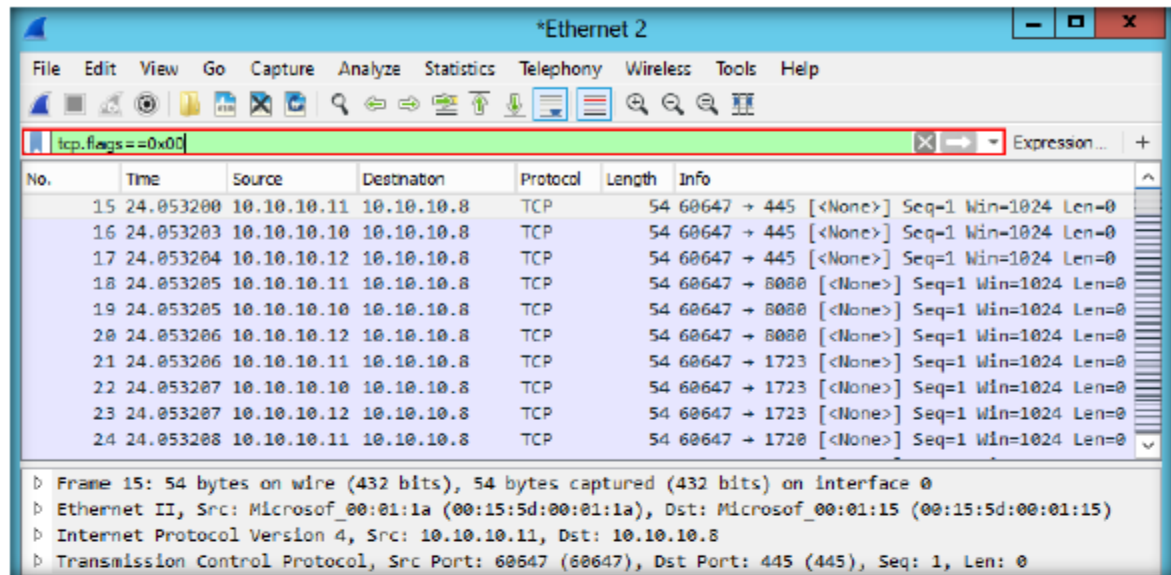 *Ethernet 2
File Edit View Go Capture Analyze Statistics Telephony Wireless Tools Help
tcp.flags==0x00 Expression... +
No. Time Source Destination Protocol Length Info
15 24.053200 10.10.10.11 10.10.10.8 TCP 54 60647 → 445 [<None>] Seq=1 Win=1024 Len=0
16 24.053203 10.10.10.10 10.10.10.8 TCP 54 60647 → 445 [<None>] Seq=1 Win=1024 Len=0
17 24.053204 10.10.10.12 10.10.10.8 TCP 54 60647 → 445 [<None>] Seq=1 Win=1024 Len=0
18 24.053205 10.10.10.11 10.10.10.8 TCP 54 60647 → 8080 [<None>] Seq=1 Win=1024 Len=0
19 24.053205 10.10.10.10 10.10.10.8 TCP 54 60647 → 8080 [<None>] Seq=1 Win=1024 Len=0
20 24.053206 10.10.10.12 10.10.10.8 TCP 54 60647 → 8080 [<None>] Seq=1 Win=1024 Len=0
21 24.053206 10.10.10.11 10.10.10.8 TCP 54 60647 → 1723 [<None>] Seq=1 Win=1024 Len=0
22 24.053207 10.10.10.10 10.10.10.8 TCP 54 60647 → 1723 [<None>] Seq=1 Win=1024 Len=0
23 24.053207 10.10.10.12 10.10.10.8 TCP 54 60647 → 1723 [<None>] Seq=1 Win=1024 Len=0
24 24.053208 10.10.10.11 10.10.10.8 TCP 54 60647 → 1720 [<None>] Seq=1 Win=1024 Len=0
Frame 15: 54 bytes on wire (432 bits), 54 bytes captured (432 bits) on interface 0
Ethernet II, Src: Microsof_00:01:1a (00:15:5d:00:01:1a), Dst: Microsof_00:01:15 (00:15:5d:00:01:15)
Internet Protocol Version 4, Src: 10.10.10.11, Dst: 10.10.10.8
Transmission Control Protocol, Src Port: 60647 (60647), Dst Port: 445 (445), Seq: 1, Len: 0